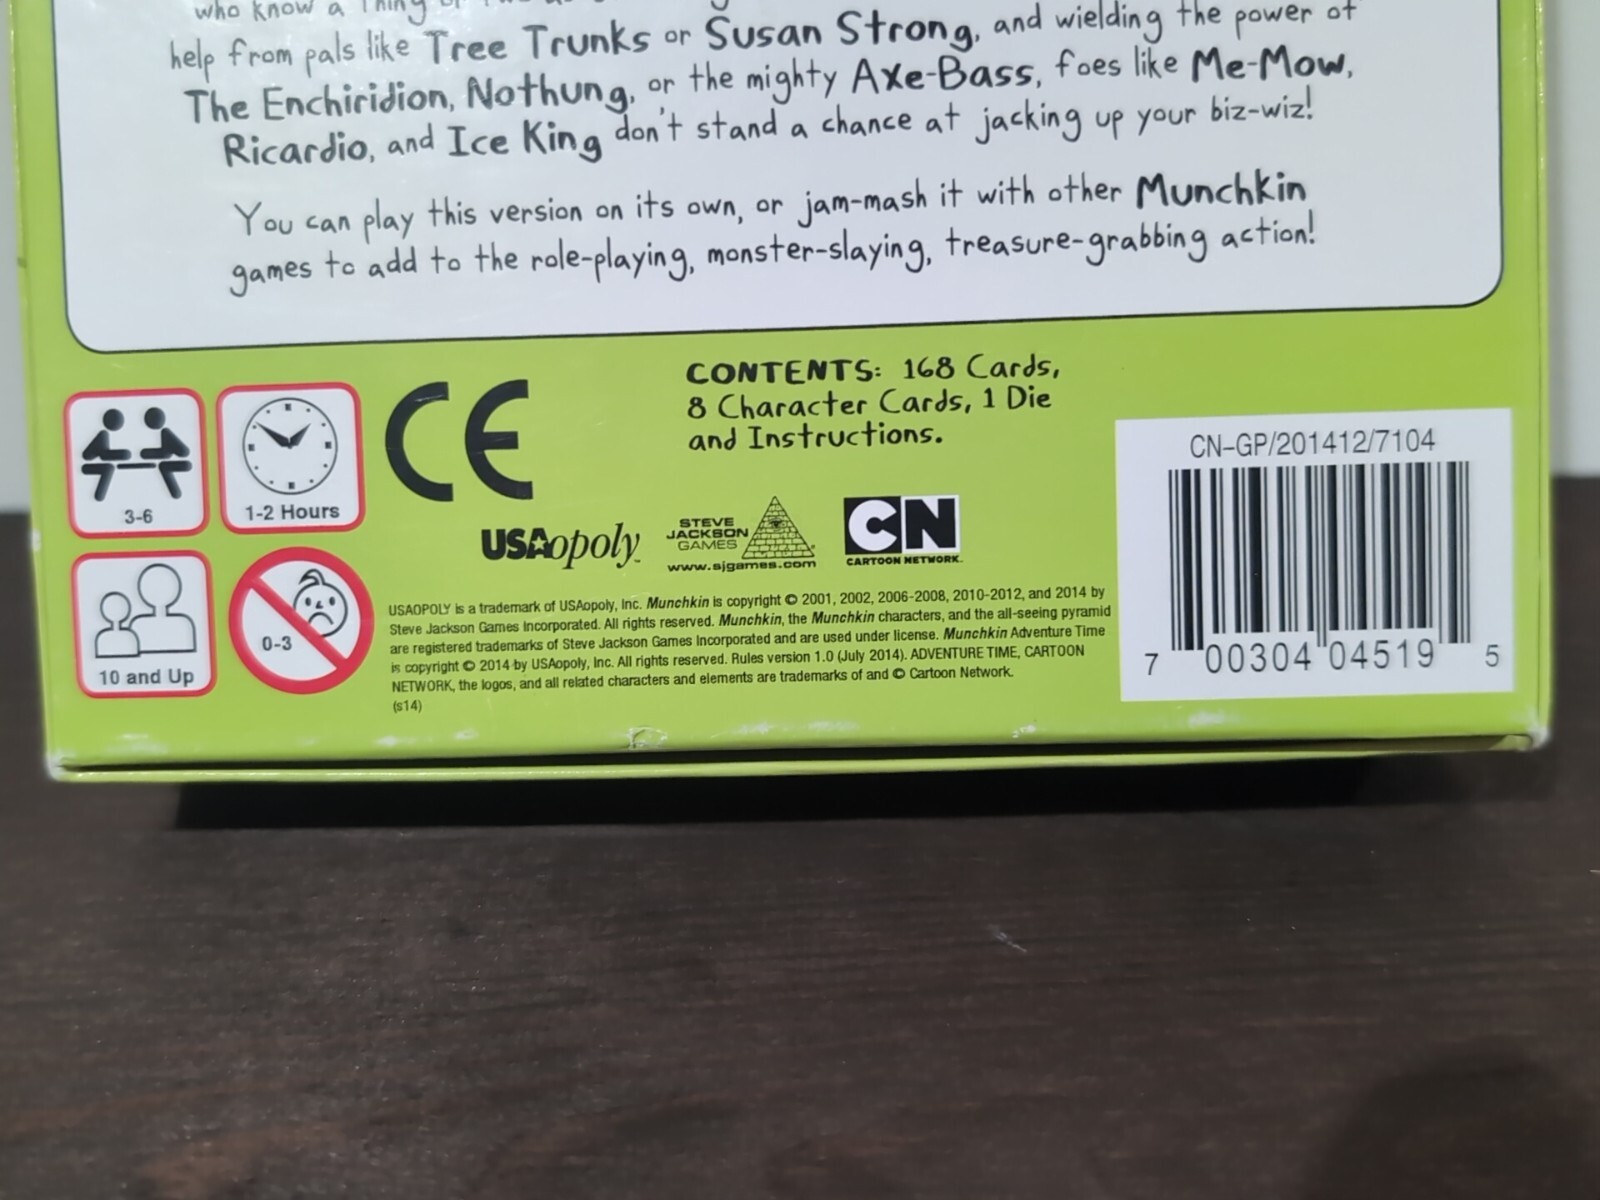 who know a thing or
help from pals like Tree Trunks or Susan Strong, and wielding the power of
The Enchiridion, Nothung, or the mighty Axe-Bass, foes like Me-Mow,
Ricardio, and Ice King don't stand a chance at jacking up your biz-wiz!
You can play this version on its own, or jam-mash it with other Munchkin
games to add to the role-playing, monster-slaying, treasure-grabbing action!
CONTENTS: 168 Cards,
8 Character Cards, 1 Die
and Instructions.
3-6
1-2 Hours
CE
10 and Up
0-3
USAopoly
STEVE
JACKSON
GAMES
www.sjgames.com
CN
CARTOON NETWORK
USAOPOLY is a trademark of USAopoly, Inc. Munchkin is copyright © 2001, 2002, 2006-2008, 2010-2012, and 2014 by
Steve Jackson Games Incorporated. All rights reserved. Munchkin, the Munchkin characters, and the all-seeing pyramid
are registered trademarks of Steve Jackson Games Incorporated and are used under license. Munchkin Adventure Time
is copyright © 2014 by USAopoly, Inc. All rights reserved. Rules version 1.0 (July 2014). ADVENTURE TIME, CARTOON
NETWORK, the logos, and all related characters and elements are trademarks of and © Cartoon Network.
(s14)
CN-GP/201412/7104
7 00304 04519 5